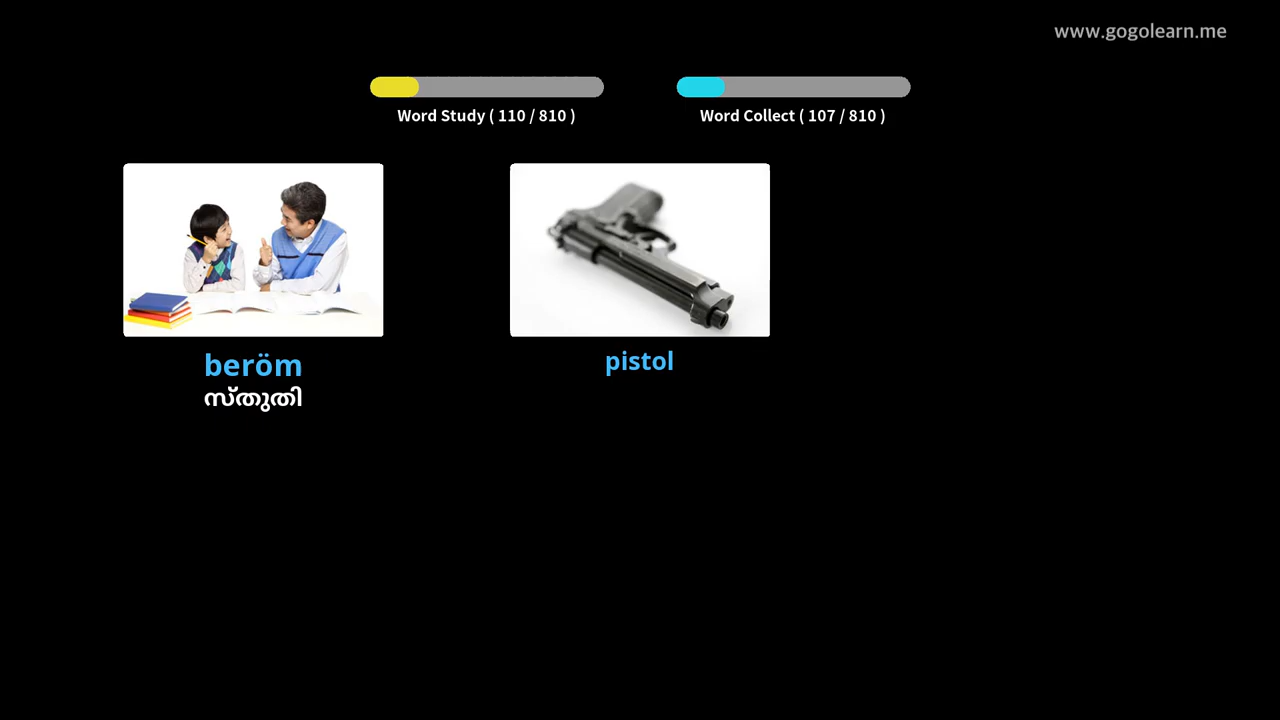 www.gogolearn.me
Word Study ( 110 / 810 )
Word Collect ( 107 / 810 )
beröm
സ്തുതി
pistol